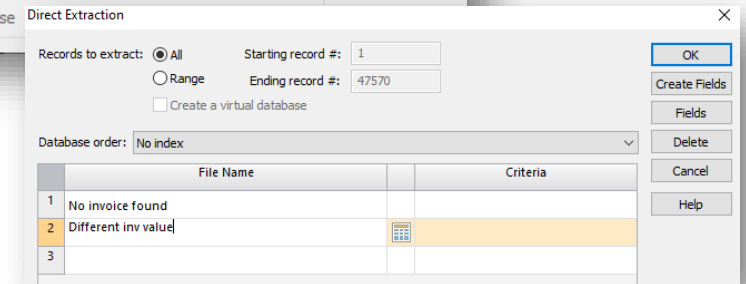 se
Direct Extraction
Records to extract: All Starting record #: 1 OK
Range Ending record #: 47570 Create Fields
Create a virtual database Fields
Database order: No index Delete
File Name Criteria Cancel
1 No invoice found Help
2 Different inv value
3